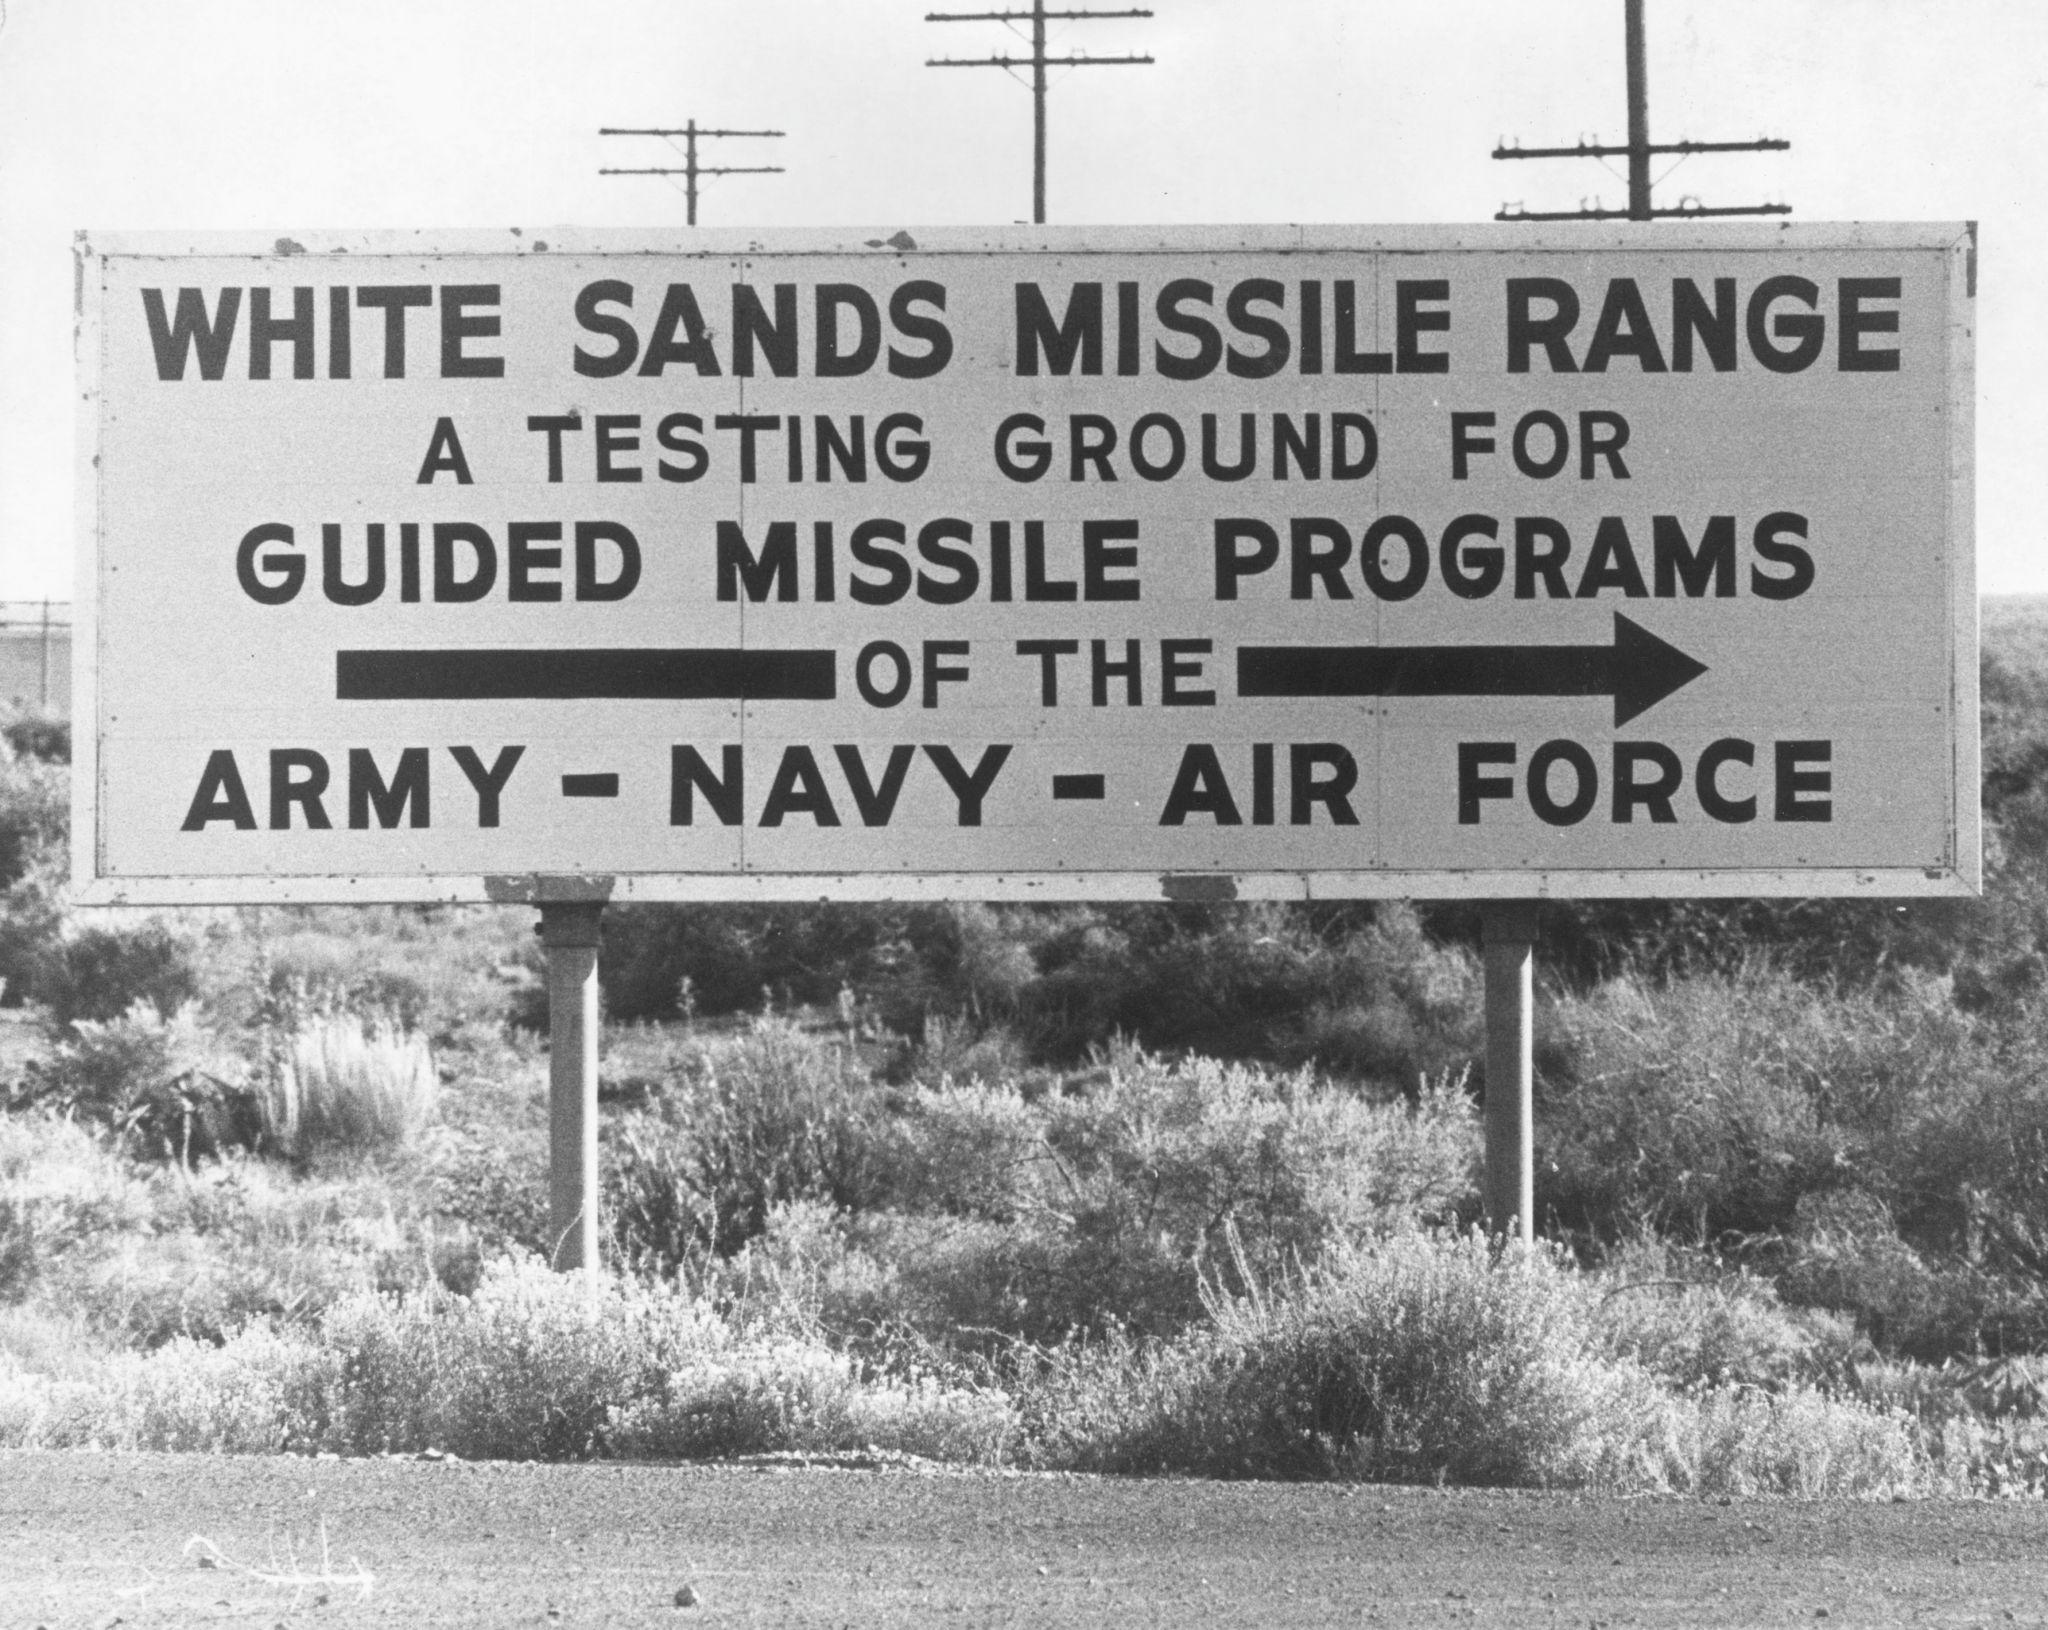 WHITE SANDS MISSILE RANGE
A TESTING GROUND FOR
GUIDED MISSILE PROGRAMS
OF THE
ARMY - NAVY - AIR FORCE